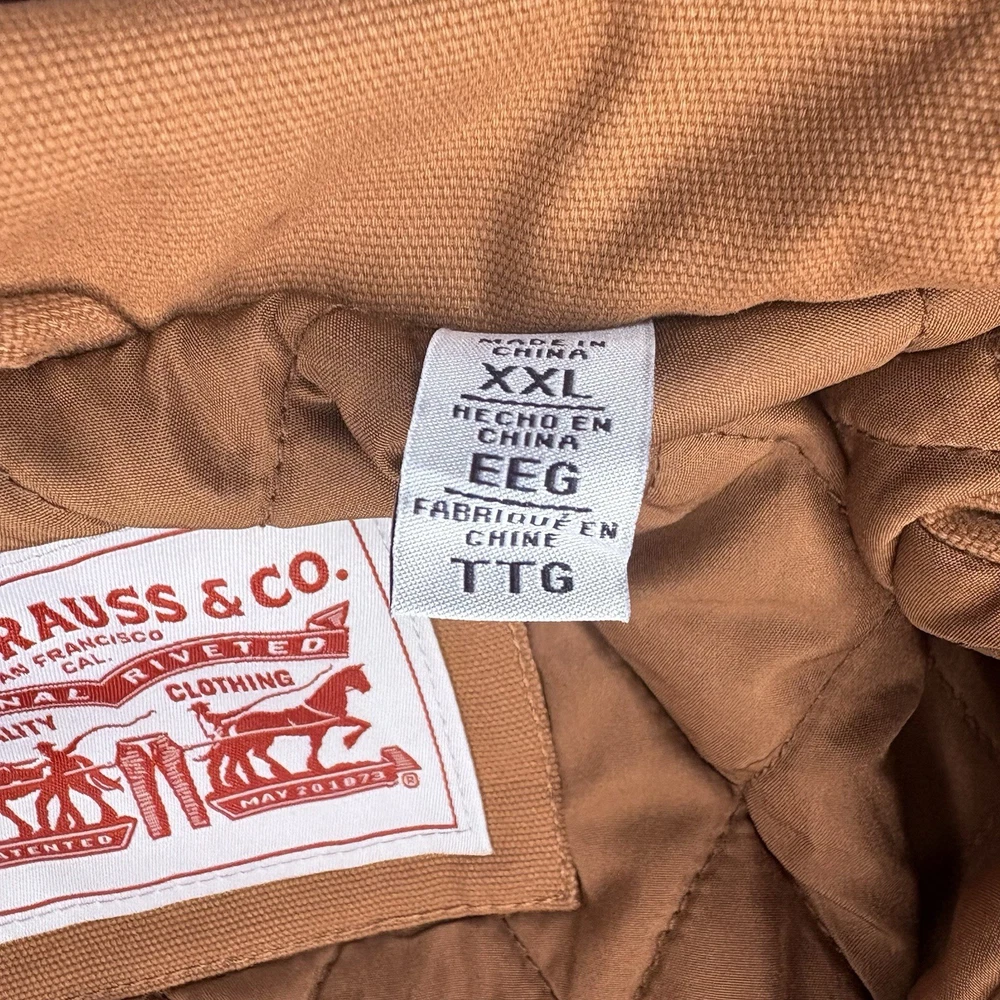 MADE IN
CHINA
XXL
HECHO EN
CHINA
EEG
FABRIQUÉ EN
CHINE
TTG
RAUSS & CO.
AN FRANCISCO
CAL.
NAL RIVETED
LITY CLOTHING
MAY 20 1873 ®
ATENTED